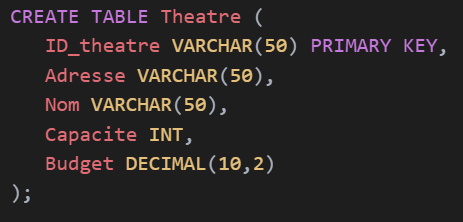 CREATE TABLE Theatre (
   ID_theatre VARCHAR(50) PRIMARY KEY,
   Adresse VARCHAR(50),
   Nom VARCHAR(50),
   Capacite INT,
   Budget DECIMAL(10,2)
);